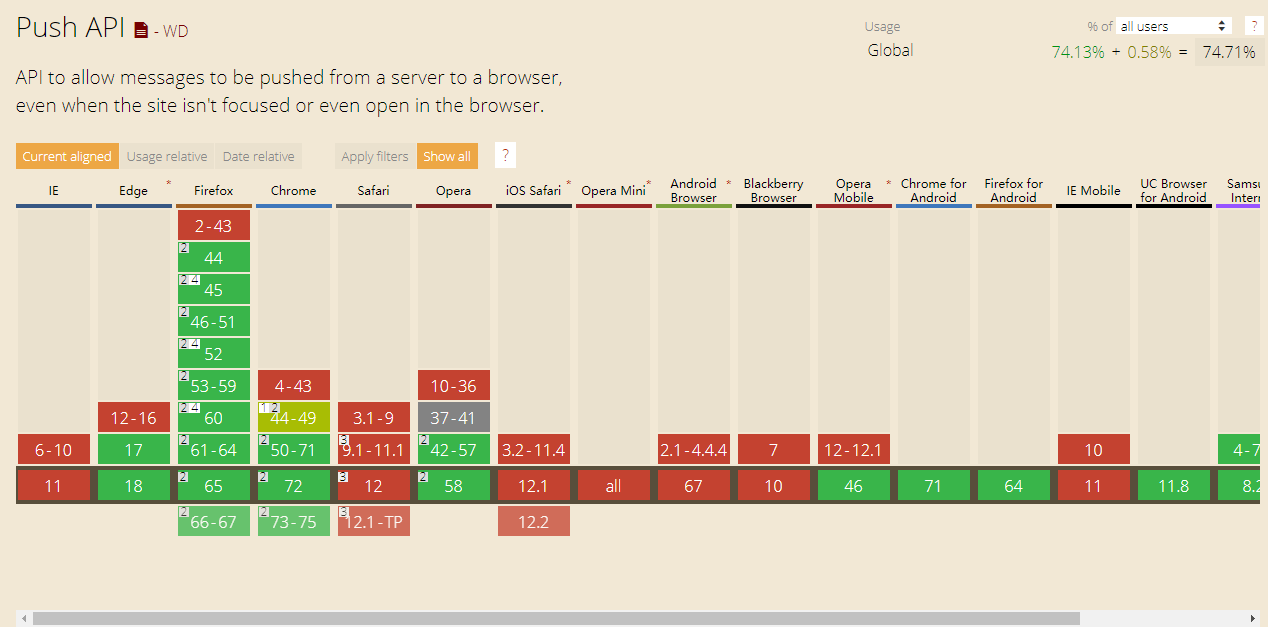 Push API - WD
Usage % of all users ?
Global 74.13% + 0.58% = 74.71%
API to allow messages to be pushed from a server to a browser,
even when the site isn't focused or even open in the browser.
Current aligned Usage relative Date relative Apply filters Show all ?
IE Edge * Firefox Chrome Safari Opera iOS Safari * Opera Mini * Android Browser * Blackberry Browser Opera Mobile * Chrome for Android Firefox for Android IE Mobile UC Browser for Android
2-43
2 44
2 4 45
2 46-51
2 4 52
2 53-59 4-43 10-36
12-16 2 4 60 1 2 44-49 3.1-9 37-41
6-10 17 2 61-64 2 50-71 3 9.1-11.1 2 42-57 3.2-11.4 2.1-4.4.4 7 12-12.1 10 4-7
11 18 2 65 2 72 3 12 2 58 12.1 all 67 10 46 71 64 11 11.8 8.2
2 66-67 2 73-75 3 12.1-TP 12.2